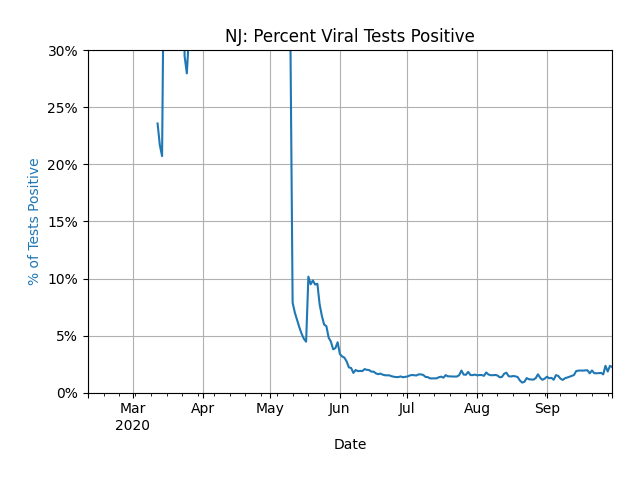 NJ: Percent Viral Tests Positive
30%
25%
20%
15%
10%
5%
0%
% of Tests Positive
Mar Apr May Jun Jul Aug Sep
2020
Date